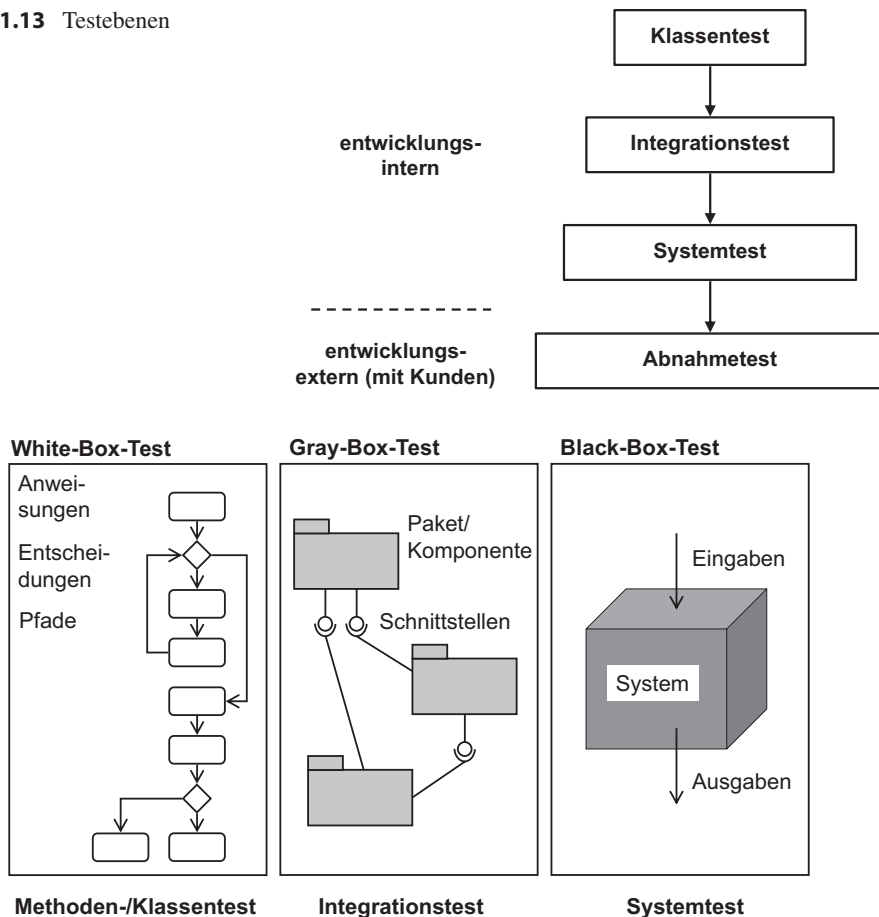 1.13 Testebenen
Klassentest
entwicklungs-
intern
Integrationstest
Systemtest
entwicklungs-
extern (mit Kunden)
Abnahmetest
White-Box-Test
Anwei-
sungen
Entschei-
dungen
Pfade
Methoden-/Klassentest
Gray-Box-Test
Paket/
Komponente
Schnittstellen
Integrationstest
Black-Box-Test
Eingaben
System
Ausgaben
Systemtest